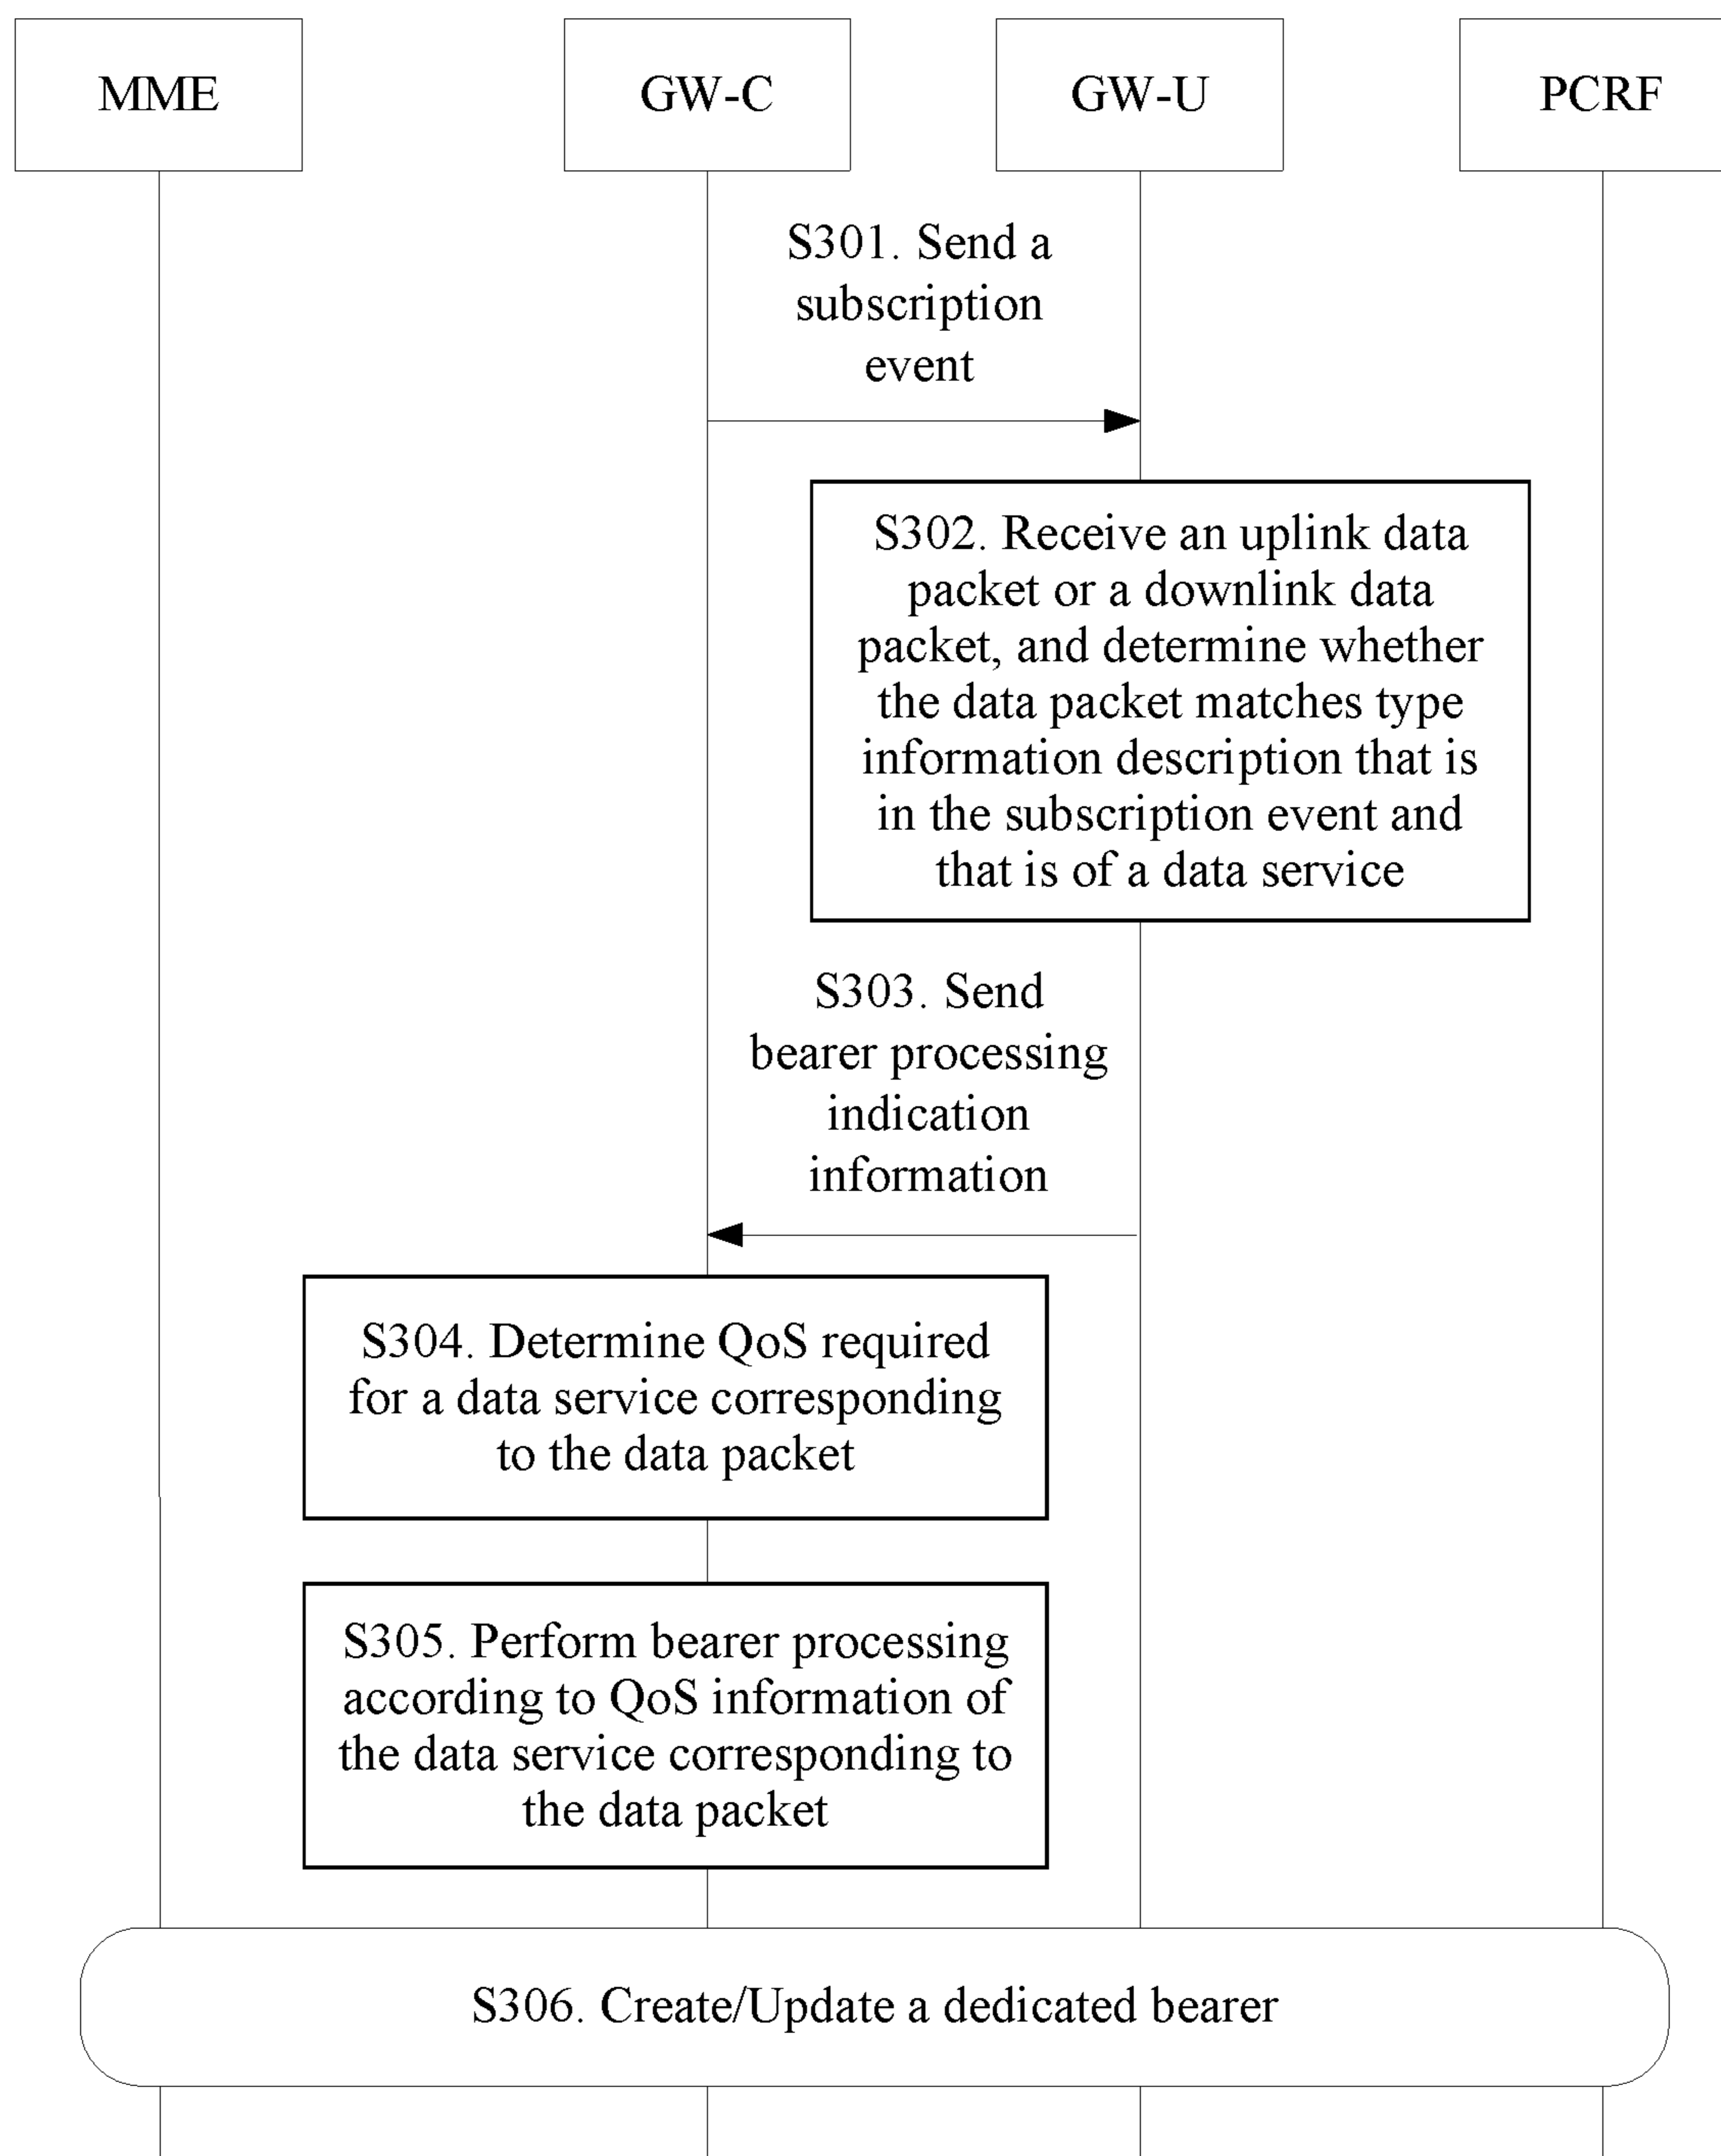 MME
GW-C
GW-U
PCRF
S301. Send a
subscription
event
S302. Receive an uplink data
packet or a downlink data
packet, and determine whether
the data packet matches type
information description that is
in the subscription event and
that is of a data service
S303. Send
bearer processing
indication
information
S304. Determine QoS required
for a data service corresponding
to the data packet
S305. Perform bearer processing
according to QoS information of
the data service corresponding to
the data packet
S306. Create/Update a dedicated bearer